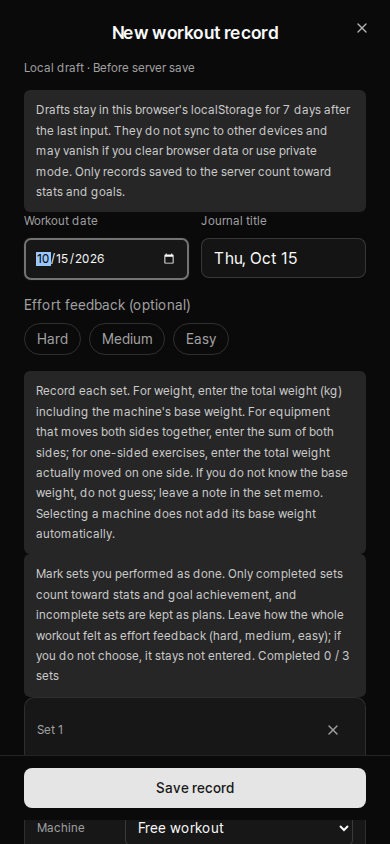 New workout record
Local draft · Before server save
Drafts stay in this browser's localStorage for 7 days after
the last input. They do not sync to other devices and
may vanish if you clear browser data or use private
mode. Only records saved to the server count toward
stats and goals.
Workout date
Journal title
10/15/2026
Thu, Oct 15
Effort feedback (optional)
Hard
Medium
Easy
Record each set. For weight, enter the total weight (kg)
including the machine's base weight. For equipment
that moves both sides together, enter the sum of both
sides; for one-sided exercises, enter the total weight
actually moved on one side. If you do not know the base
weight, do not guess; leave a note in the set memo.
Selecting a machine does not add its base weight
automatically.
Mark sets you performed as done. Only completed sets
count toward stats and goal achievement, and
incomplete sets are kept as plans. Leave how the whole
workout felt as effort feedback (hard, medium, easy); if
you do not choose, it stays not entered. Completed 0 / 3
sets
Set 1
Save record
Machine
Free workout